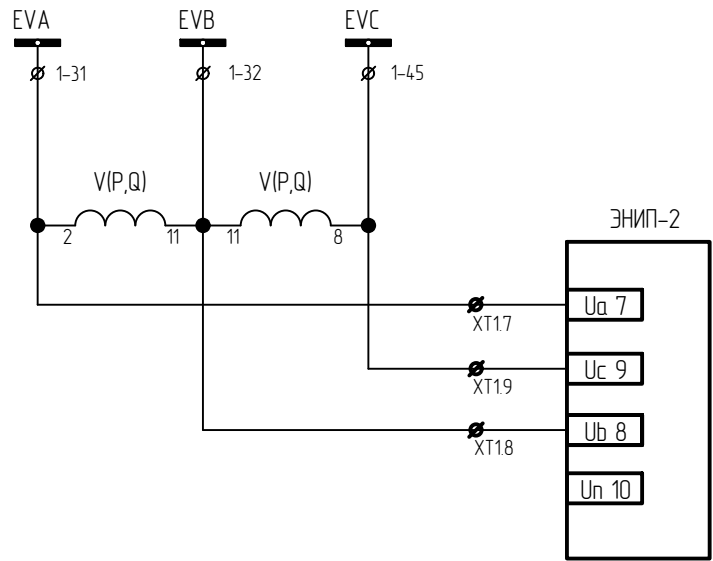 EVA EVB EVC
1-31 1-32 1-45
V(P,Q) V(P,Q)
2 11 11 8
ЭНИП-2
Ua 7
XT1.7
Uc 9
XT1.9
Ub 8
XT1.8
Un 10